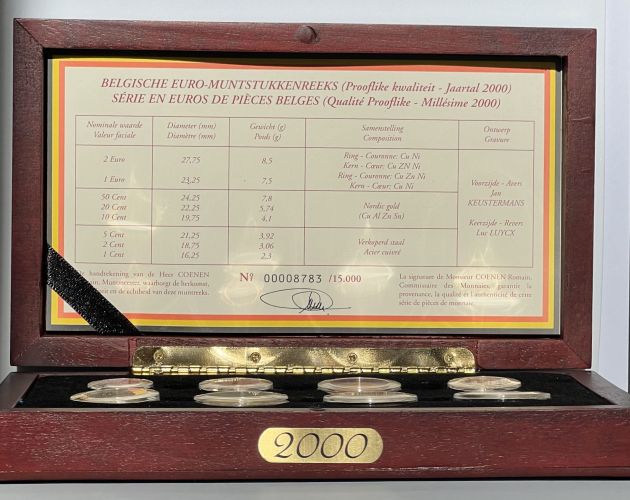 BELGISCHE EURO-MUNTSTUKKENREEKS (Prooflike kwaliteit - Jaartal 2000)
SÉRIE EN EUROS DE PIÈCES BELGES (Qualité Prooflike - Millésime 2000)
Nominale waarde Diameter (mm) Gewicht (g) Samenstelling Ontwerp
Valeur faciale Diamètre (mm) Poids (g) Composition Gravure
2 Euro 27,75 8,5 Ring - Couronne: Cu Ni
Kern - Cœur: Cu ZN Ni
1 Euro 23,25 7,5 Ring - Couronne: Cu Zn Ni
Kern - Cœur: Cu Ni
50 Cent 24,25 7,8
20 Cent 22,25 5,74 Nordic gold
10 Cent 19,75 4,1 (Cu Al Zn Sn)
5 Cent 21,25 3,92
2 Cent 18,75 3,06 Verkoperd staal
1 Cent 16,25 2,3 Acier cuivré
Voorzijde - Avers
Jan
KEUSTERMANS
Keerzijde - Revers
Luc LUYCX
handtekening van de Heer COENEN
Muntmeester, waarborgt de herkomst,
en de echtheid van deze muntreeks.
Nº 00008783 /15.000
La signature de Monsieur COENEN Romain,
Commissaire des Monnaies, garantit la
provenance, la qualité et l'authenticité de cette
série de pièces de monnaie.
2000